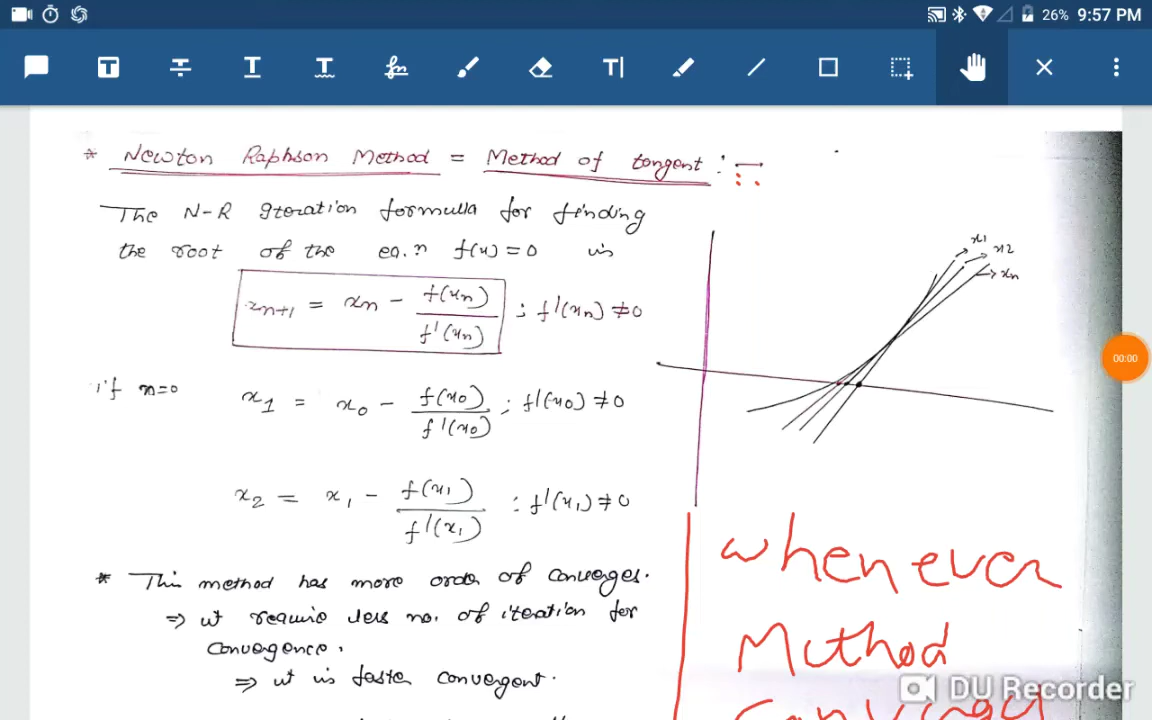 26% 9:57 PM
* Newton Raphson Method = Method of tangent :
The N-R Iteration formulla for finding
the root of the eq.n f(x) = 0 is
xn+1 = xn - f(xn) / f'(xn) ; f'(xn) ≠ 0
if n=0 x1 = x0 - f(x0) / f'(x0) ; f'(x0) ≠ 0
x2 = x1 - f(x1) / f'(x1) : f'(x1) ≠ 0
* This method has more order of converges.
⇒ it require less no. of iteration for
convergence.
⇒ it is faster convergent.
x1
x2
xn
00:00
whenever
Method
DU Recorder